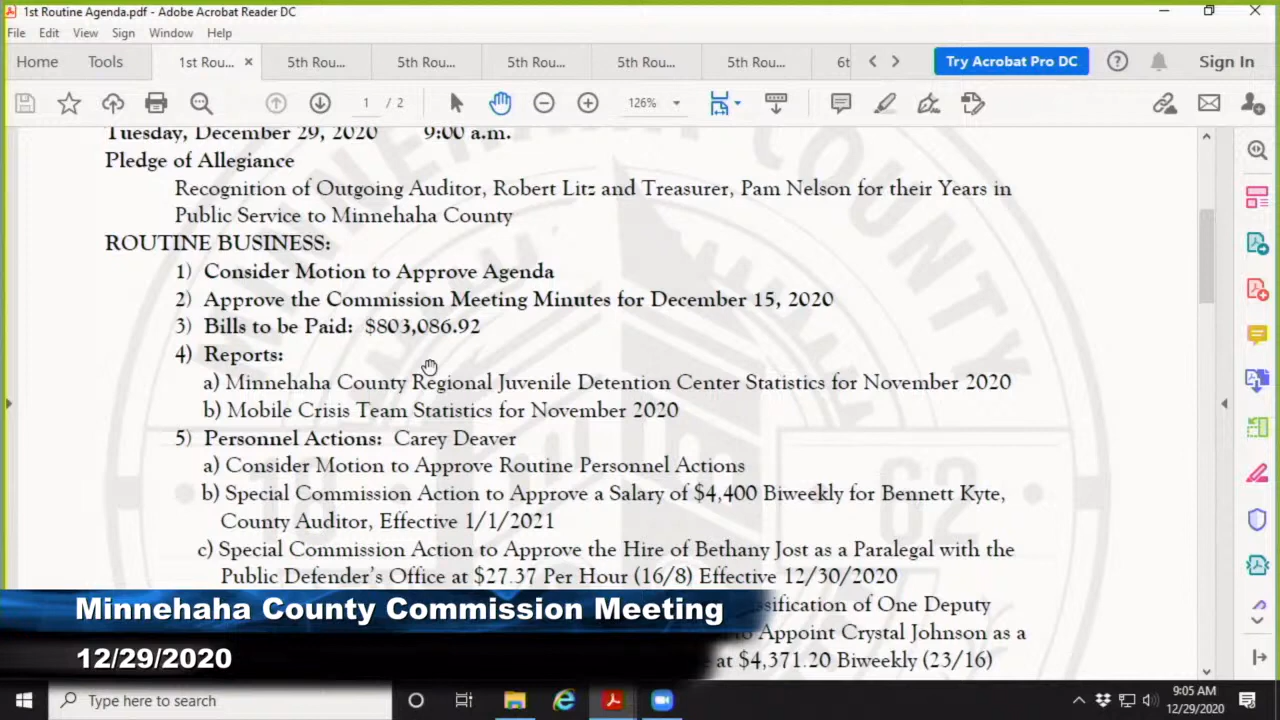 1st Routine Agenda.pdf - Adobe Acrobat Reader DC
File Edit View Sign Window Help
Home Tools 1st Rou... × 5th Rou... 5th Rou... 5th Rou... 5th Rou... 5th Rou... 6t Try Acrobat Pro DC Sign In
1 / 2 126%
Tuesday, December 29, 2020 9:00 a.m.
Pledge of Allegiance
Recognition of Outgoing Auditor, Robert Litz and Treasurer, Pam Nelson for their Years in
Public Service to Minnehaha County
ROUTINE BUSINESS:
1) Consider Motion to Approve Agenda
2) Approve the Commission Meeting Minutes for December 15, 2020
3) Bills to be Paid: $803,086.92
4) Reports:
a) Minnehaha County Regional Juvenile Detention Center Statistics for November 2020
b) Mobile Crisis Team Statistics for November 2020
5) Personnel Actions: Carey Deaver
a) Consider Motion to Approve Routine Personnel Actions
b) Special Commission Action to Approve a Salary of $4,400 Biweekly for Bennett Kyte,
County Auditor, Effective 1/1/2021
c) Special Commission Action to Approve the Hire of Bethany Jost as a Paralegal with the
Public Defender's Office at $27.37 Per Hour (16/8) Effective 12/30/2020
of One Deputy
Appoint Crystal Johnson as a
at $4,371.20 Biweekly (23/16)
Minnehaha County Commission Meeting
12/29/2020
Type here to search
9:05 AM
12/29/2020